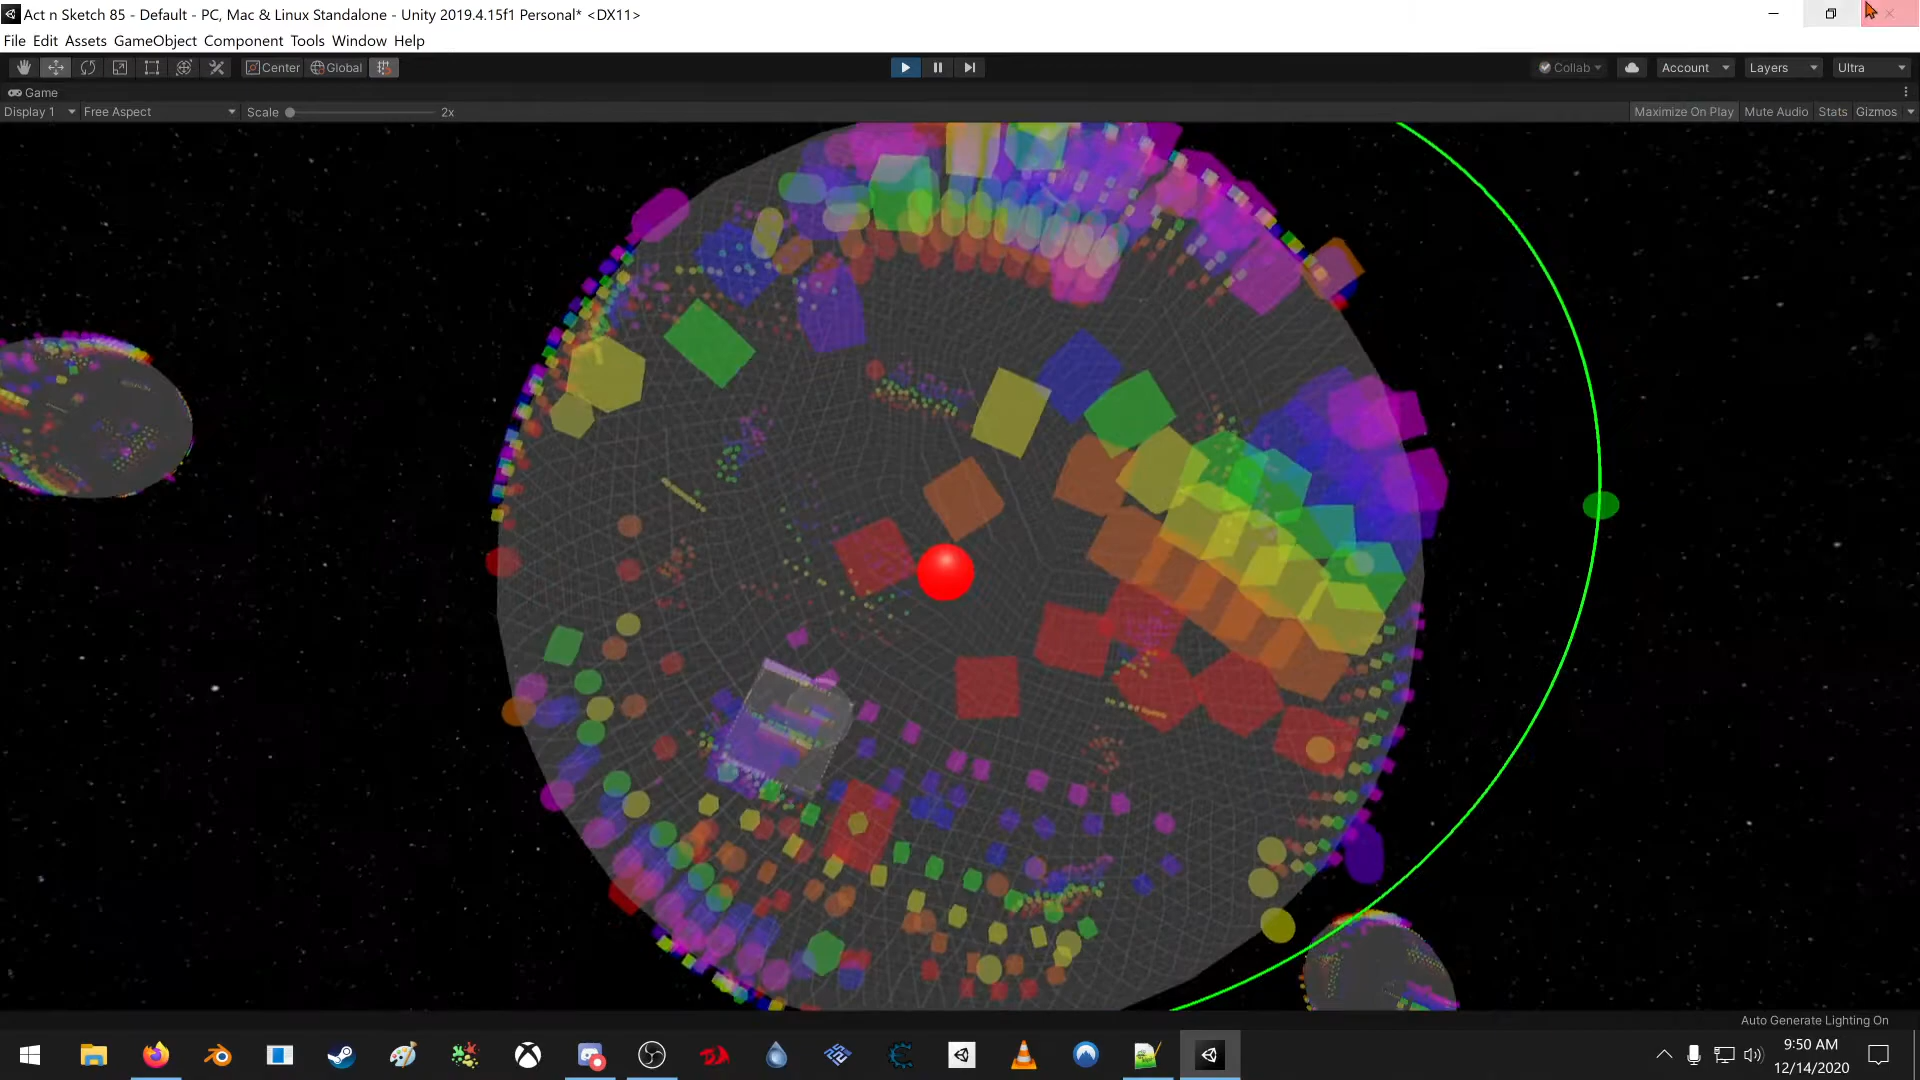 Act n Sketch 85 - Default - PC, Mac & Linux Standalone - Unity 2019.4.15f1 Personal* <DX11>
File Edit Assets GameObject Component Tools Window Help
Center Global Collab Account Layers Ultra
Game
Display 1 Free Aspect Scale 2x Maximize On Play Mute Audio Stats Gizmos
Auto Generate Lighting On
9:50 AM
12/14/2020